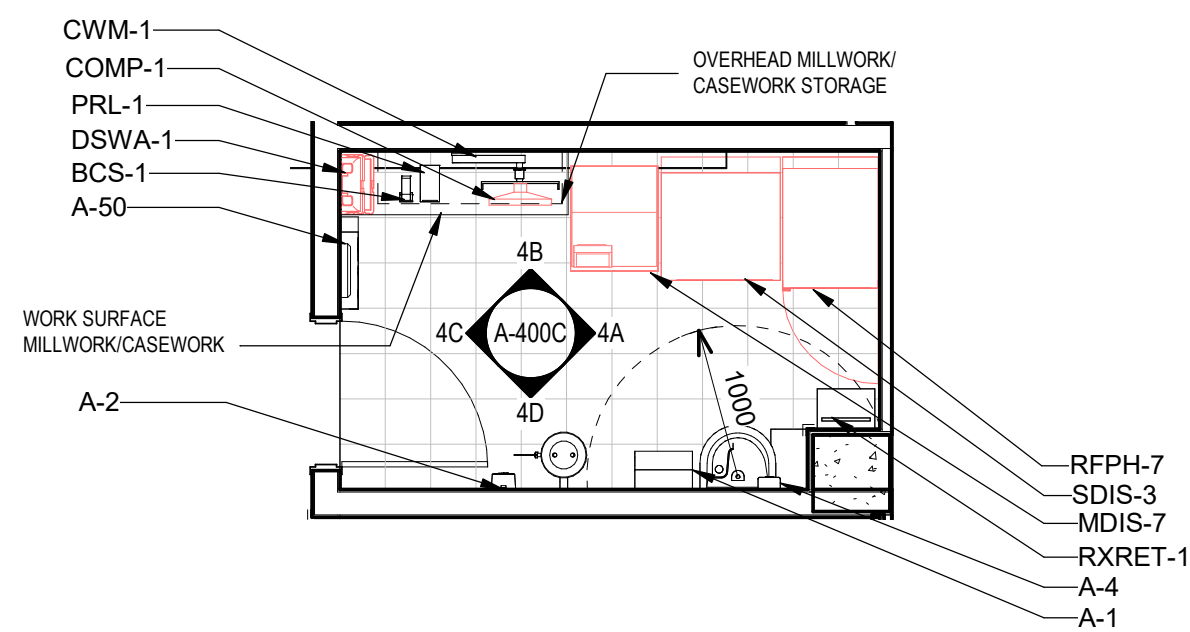 CWM-1
COMP-1
PRL-1
DSWA-1
BCS-1
A-50
OVERHEAD MILLWORK/
CASEWORK STORAGE
WORK SURFACE
MILLWORK/CASEWORK
A-2
4B
4C
A-400C
4A
4D
1000
RFPH-7
SDIS-3
MDIS-7
RXRET-1
A-4
A-1